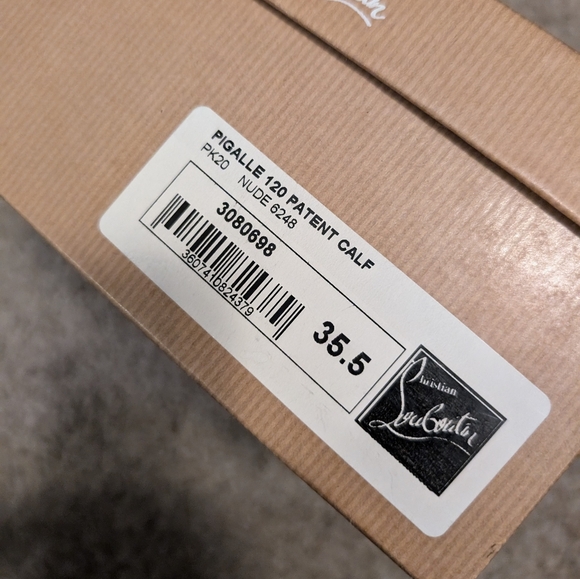 PIGALLE 120 PATENT CALF
PK20 NUDE 6248
3080698
3607410824379
35.5
Christian
Louboutin